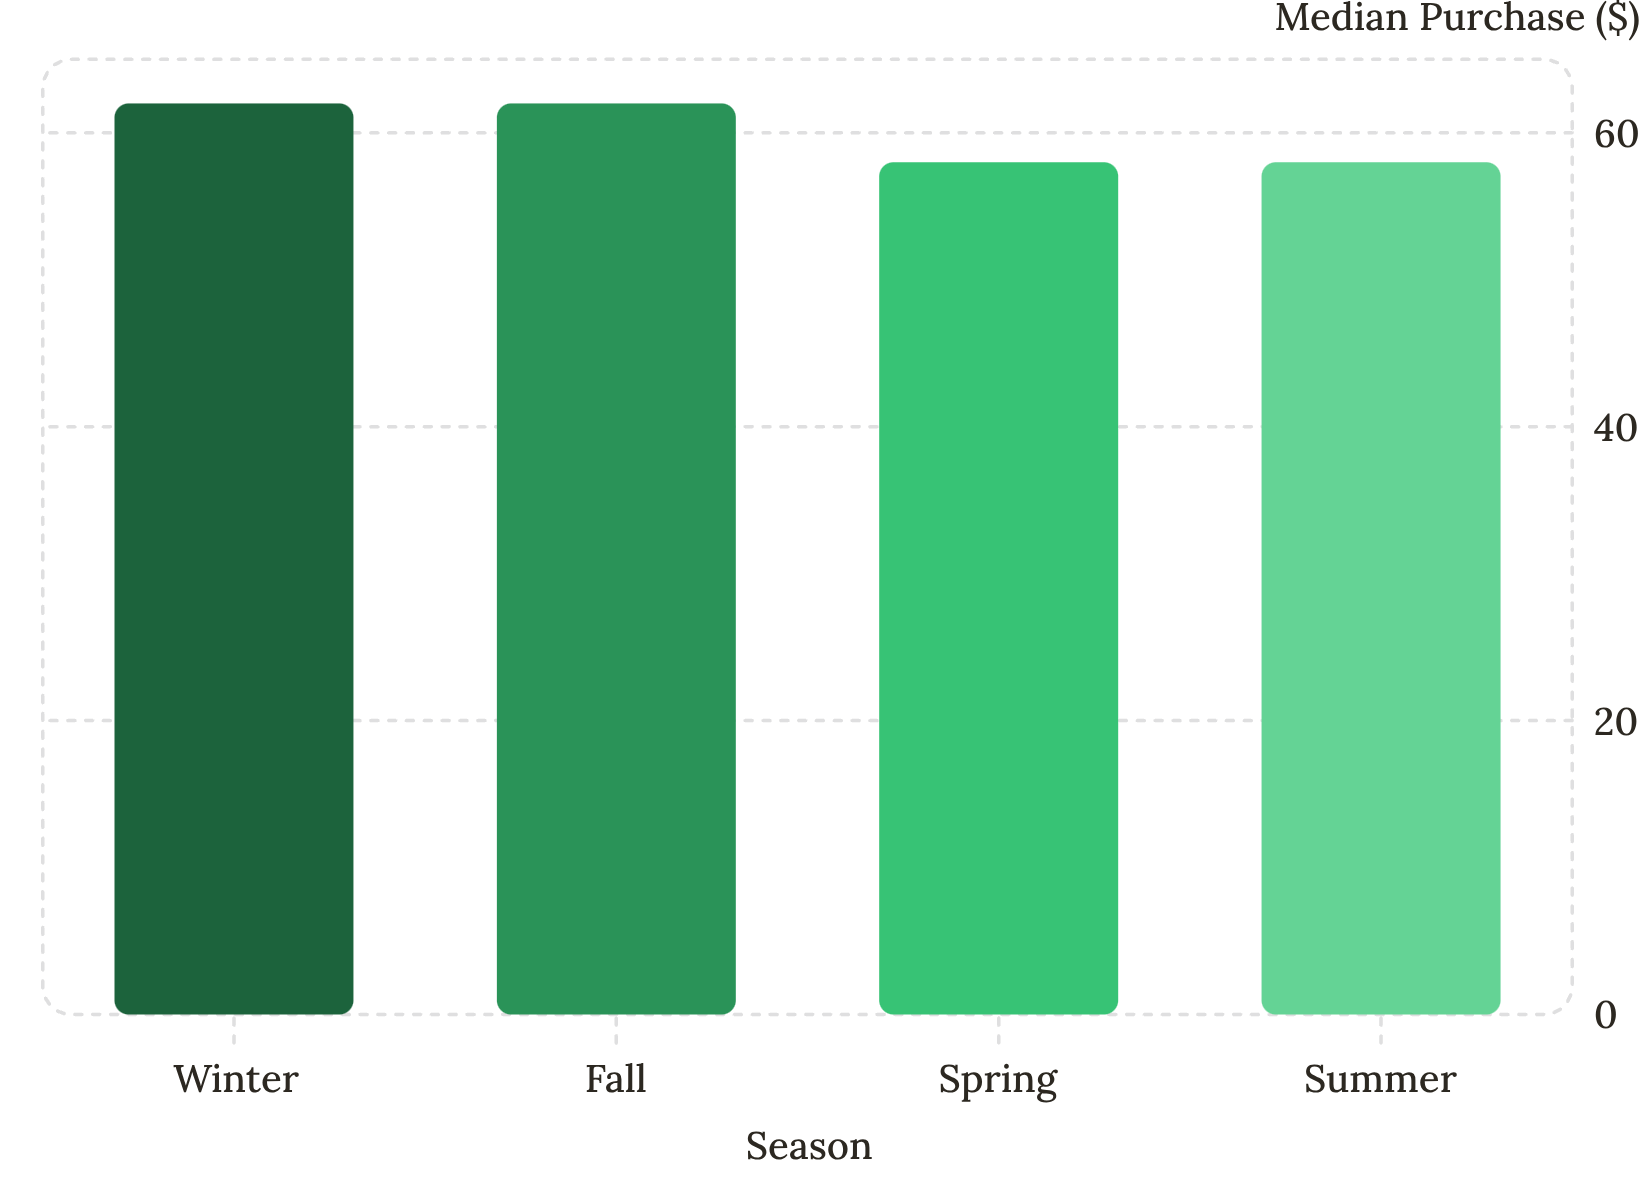 Median Purchase ($)
60
40
20
0
Winter Fall Spring Summer
Season